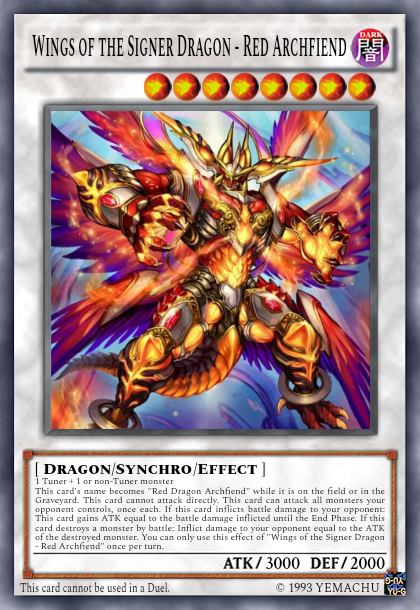 WINGS OF THE SIGNER DRAGON - RED ARCHFIEND
DARK
闇
[ DRAGON/SYNCHRO/EFFECT ]
1 Tuner + 1 or non-Tuner monster
This card's name becomes "Red Dragon Archfiend" while it is on the field or in the
Graveyard. This card cannot attack directly. This card can attack all monsters your
opponent controls, once each. If this card inflicts battle damage to your opponent:
This card gains ATK equal to the battle damage inflicted until the End Phase. If this
card destroys a monster by battle: Inflict damage to your opponent equal to the ATK
of the destroyed monster. You can only use this effect of "Wings of the Signer Dragon
- Red Archfiend" once per turn.
ATK/ 3000 DEF/ 2000
This card cannot be used in a Duel.
© 1993 YEMACHU
YU-G